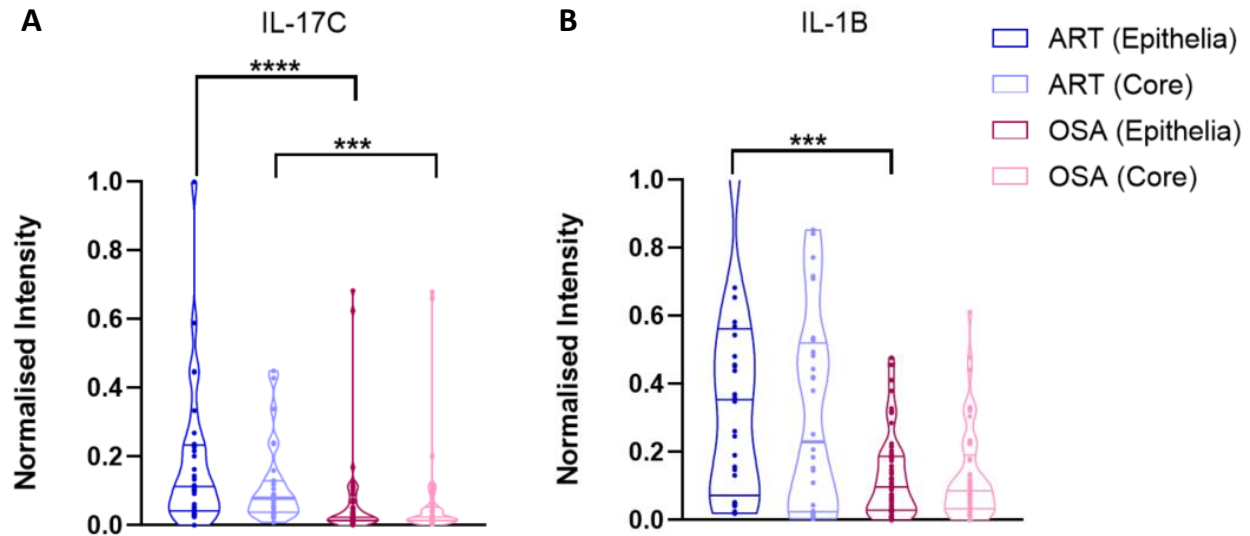 A
IL-17C
****
***
1.0
0.8
0.6
0.4
0.2
0.0
Normalised Intensity
B
IL-1B
***
1.0
0.8
0.6
0.4
0.2
0.0
Normalised Intensity
ART (Epithelia)
ART (Core)
OSA (Epithelia)
OSA (Core)